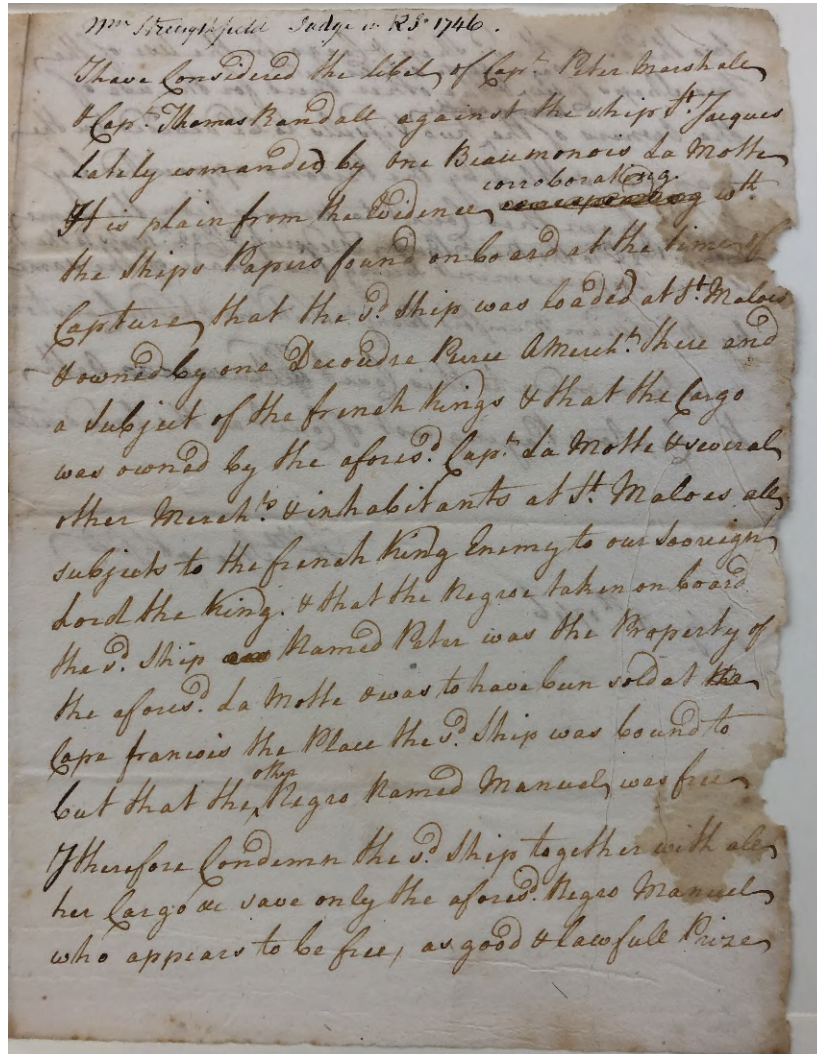 Wm Strengthfield Judge in R I 1746.
I have Considered the libel of Capt. Peter Marshall
& Capt. Thomas Randall against the ship St. Jacques
lately comanded by one Beaumonois La Motte
It is plain from the Evidence corroborating wth
the Ships Papers found on board at the time of
Capture, that the sd. Ship was loaded at St. Maloes
& owned by one Decoudre Peree a Mercht. there and
a Subject of the french Kings & that the Cargo
was owned by the aforesd. Capt. La Motte & several
other Merchts. & inhabitants at St. Maloes all
subjects to the french King Enemy to our Sovreign
Lord the King. & that the Negroe taken on board
the sd. Ship Named Peter was the Property of
the aforesd. La Motte & was to have been sold at the
Cape francois the Place the sd. Ship was bound to
but that the other Negro Named Manuel, was free
I therefore Condemn the sd. Ship together with all
her Cargo &c save only the aforesd. Negro Manuel
who appears to be free, as good & lawfull Prize